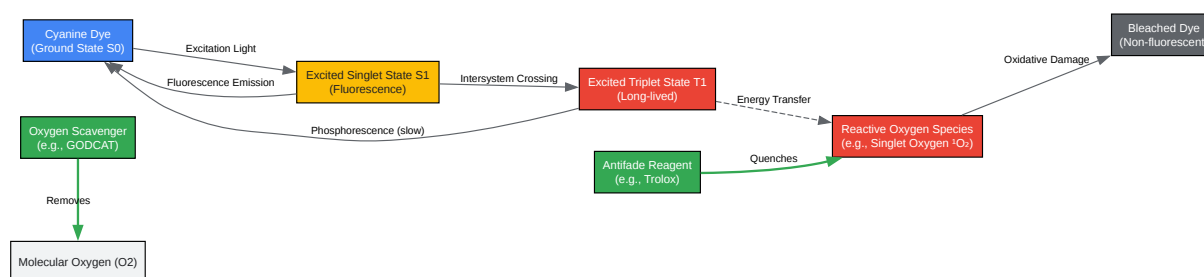 Cyanine Dye
(Ground State S0)
Excitation Light
Fluorescence Emission
Excited Singlet State S1
(Fluorescence)
Intersystem Crossing
Excited Triplet State T1
(Long-lived)
Phosphorescence (slow)
Energy Transfer
Reactive Oxygen Species
(e.g., Singlet Oxygen ¹O₂)
Oxidative Damage
Bleached Dye
(Non-fluorescent)
Oxygen Scavenger
(e.g., GODCAT)
Removes
Molecular Oxygen (O2)
Antifade Reagent
(e.g., Trolox)
Quenches